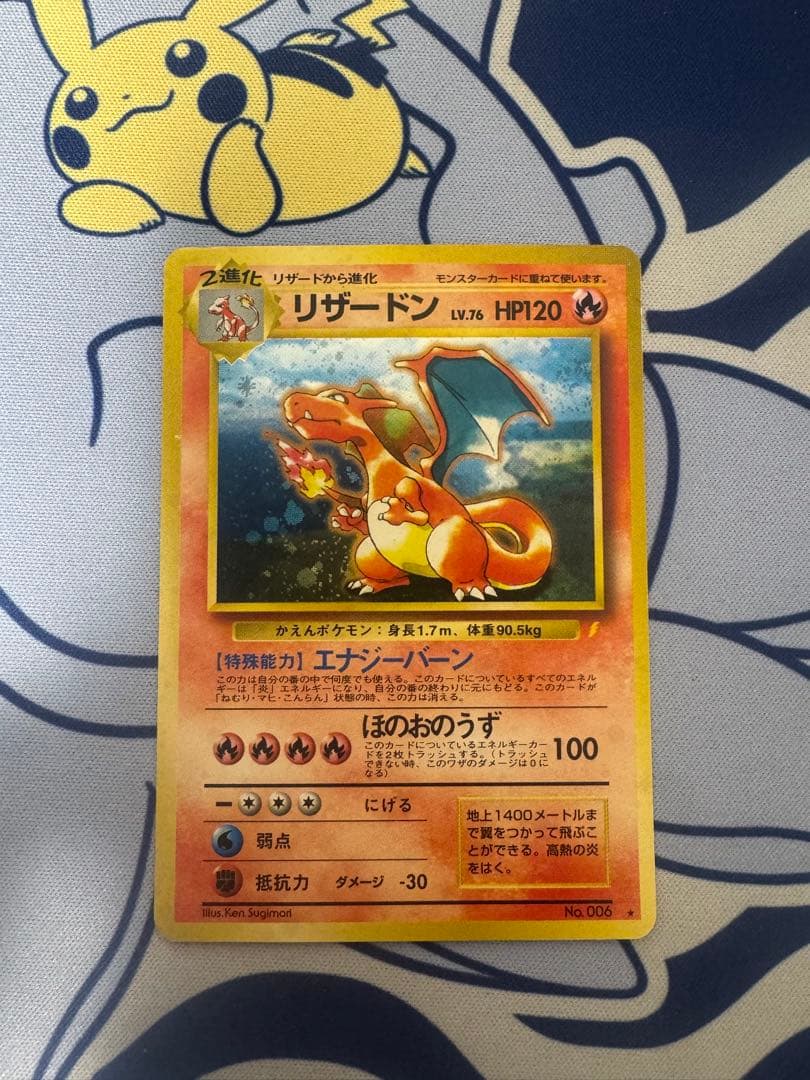 2進化 リザードから進化 モンスターカードに重ねて使います。
リザードン LV.76 HP120
かえんポケモン：身長1.7m、体重90.5kg
【特殊能力】エナジーバーン
この力は自分の番の中で何度でも使える。このカードについているすべてのエネル
ギーは「炎」エネルギーになり、自分の番の終わりに元にもどる。このカードが
「ねむり・マヒ・こんらん」状態の時、この力は消える。
ほのおのうず
このカードについているエネルギーカー
ドを2枚トラッシュする。（トラッシュ
できない時、このワザのダメージは0に
なる）
100
にげる
弱点
抵抗力 ダメージ -30
地上1400メートルま
で翼をつかって飛ぶこ
とができる。高熱の炎
をはく。
Illus. Ken Sugimori No. 006 ★